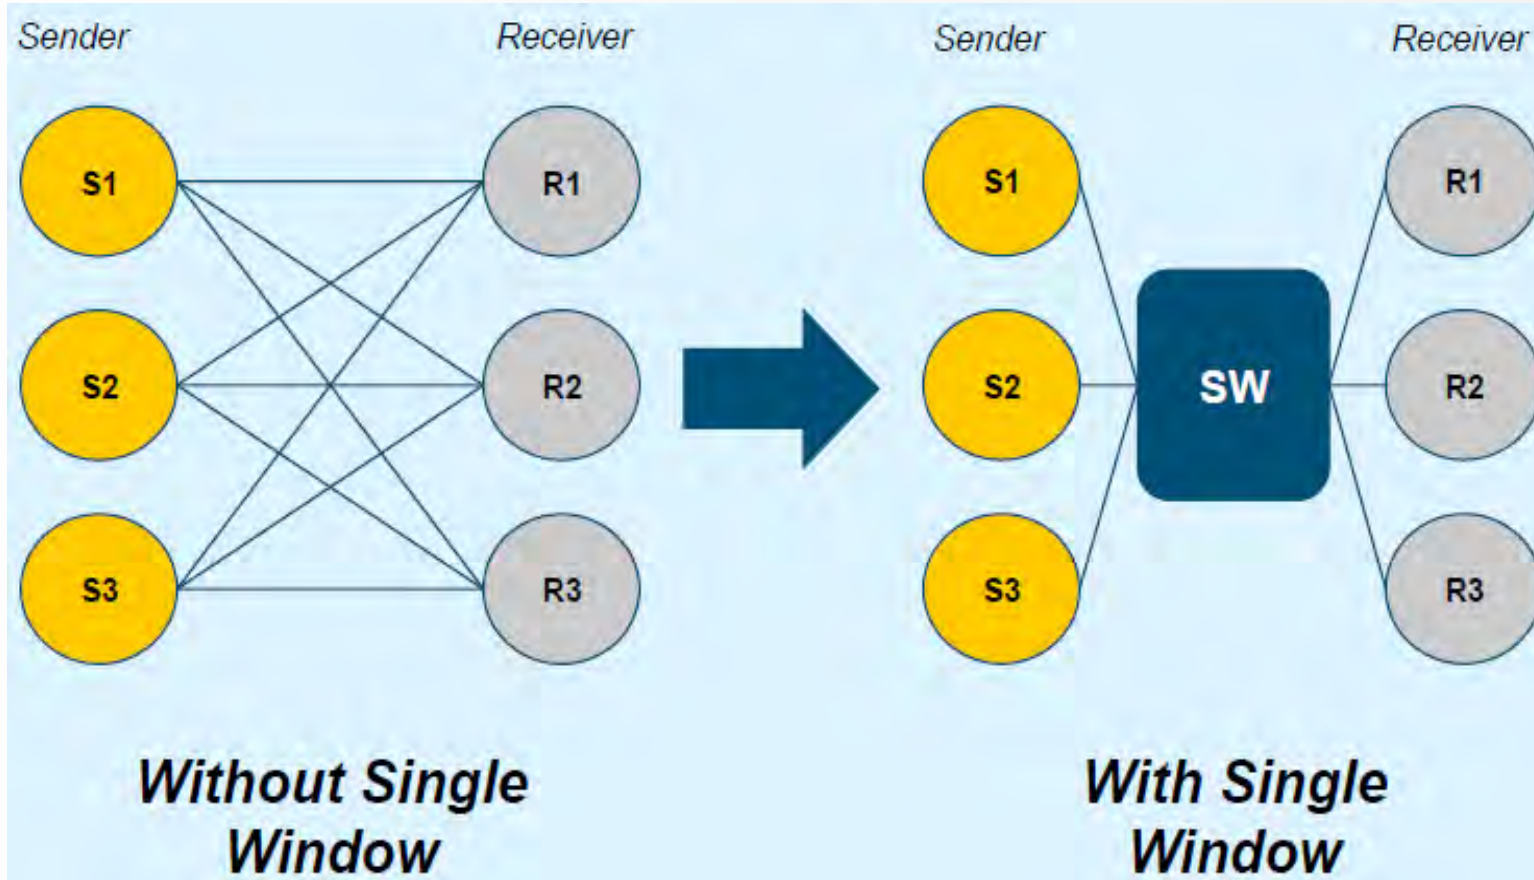 Sender
Receiver
S1
R1
S2
R2
S3
R3
Without Single
Window
Sender
Receiver
S1
R1
S2
SW
R2
S3
R3
With Single
Window